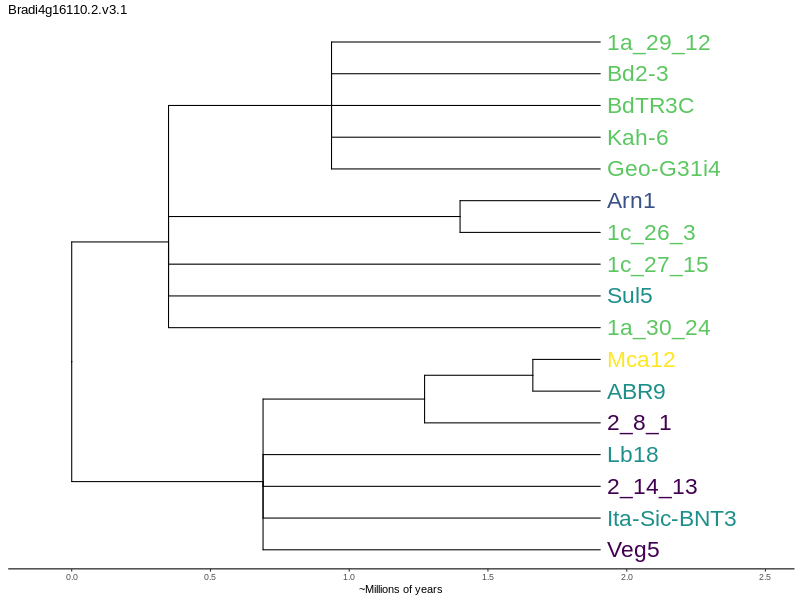 Bradi4g16110.2.v3.1
1a_29_12
Bd2-3
BdTR3C
Kah-6
Geo-G31i4
Arn1
1c_26_3
1c_27_15
Sul5
1a_30_24
Mca12
ABR9
2_8_1
Lb18
2_14_13
Ita-Sic-BNT3
Veg5
0.0 0.5 1.0 1.5 2.0 2.5
~Millions of years